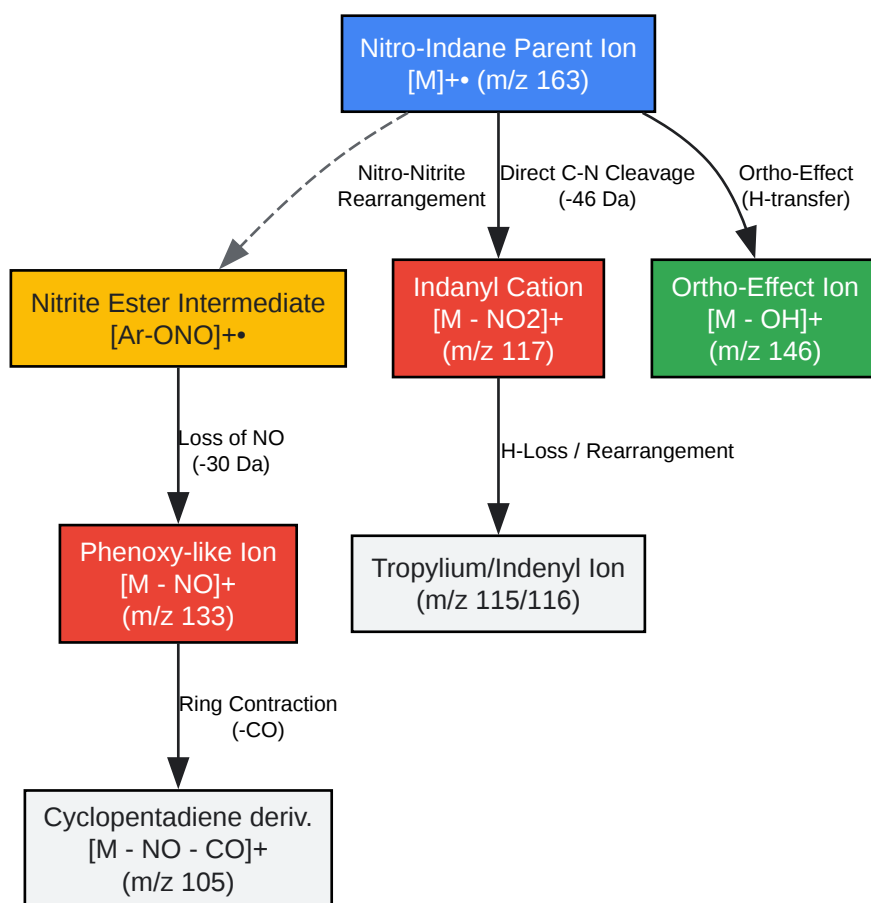 Nitro-Indane Parent Ion
[M]+• (m/z 163)
Nitro-Nitrite
Rearrangement
Direct C-N Cleavage
(-46 Da)
Ortho-Effect
(H-transfer)
Nitrite Ester Intermediate
[Ar-ONO]+•
Indanyl Cation
[M - NO2]+
(m/z 117)
Ortho-Effect Ion
[M - OH]+
(m/z 146)
Loss of NO
(-30 Da)
H-Loss / Rearrangement
Phenoxy-like Ion
[M - NO]+
(m/z 133)
Tropylium/Indenyl Ion
(m/z 115/116)
Ring Contraction
(-CO)
Cyclopentadiene deriv.
[M - NO - CO]+
(m/z 105)